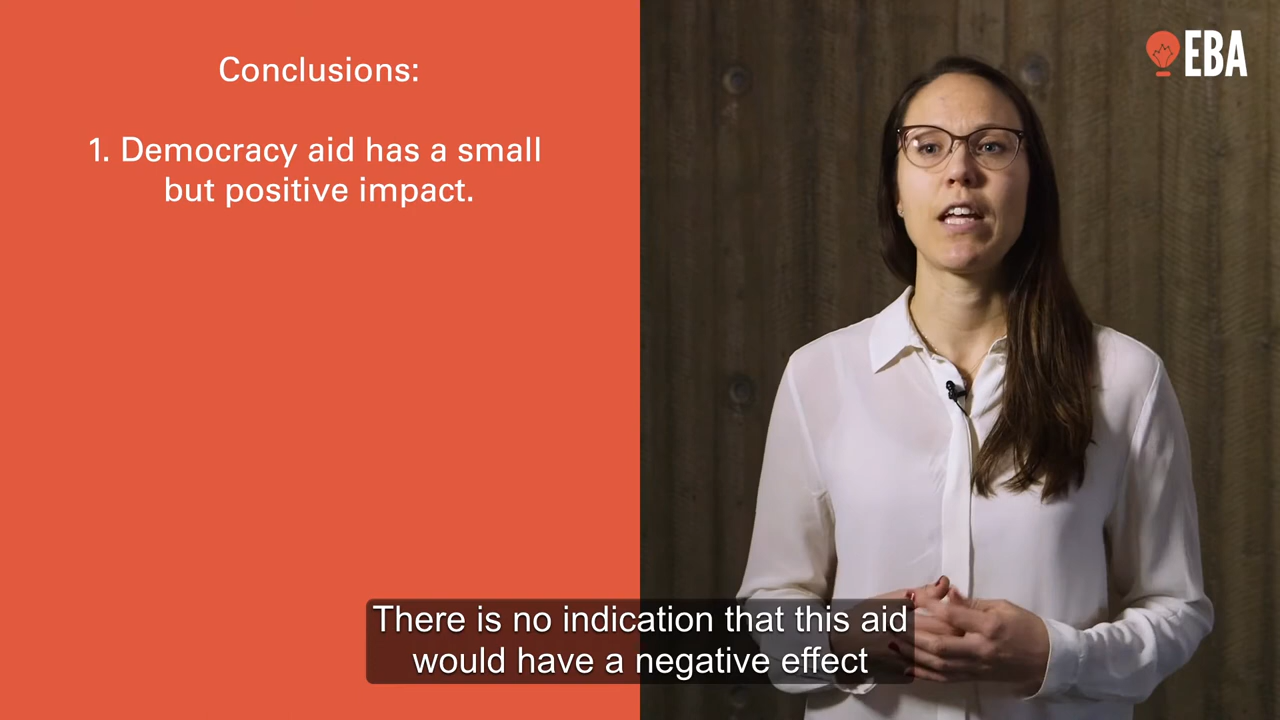 Conclusions:
1. Democracy aid has a small
but positive impact.
EBA
There is no indication that this aid
would have a negative effect